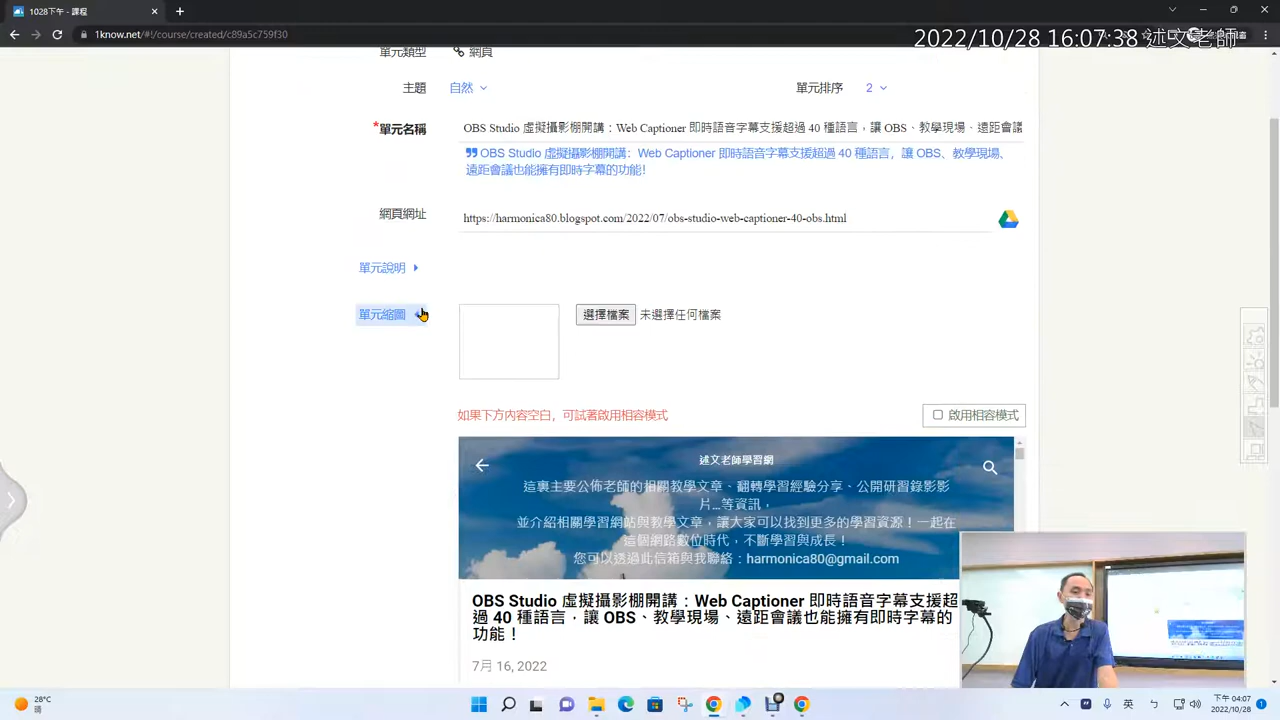 1028下午 - 課程
1know.net/#!/course/created/c89a5c759f30
2022/10/28 16:07:38 述文老師
單元類型 網頁
主題 自然 單元排序 2
*單元名稱 OBS Studio 虛擬攝影棚開講：Web Captioner 即時語音字幕支援超過 40 種語言，讓 OBS、教學現場、遠距會議
OBS Studio 虛擬攝影棚開講：Web Captioner 即時語音字幕支援超過 40 種語言，讓 OBS、教學現場、
遠距會議也能擁有即時字幕的功能！
網頁網址 https://harmonica80.blogspot.com/2022/07/obs-studio-web-captioner-40-obs.html
單元說明
單元縮圖 選擇檔案 未選擇任何檔案
如果下方內容空白，可試著啟用相容模式 啟用相容模式
述文老師學習網
這裏主要公佈老師的相關教學文章、翻轉學習經驗分享、公開研習錄影影
片...等資訊，
並介紹相關學習網站與教學文章，讓大家可以找到更多的學習資源！一起在
這個網路數位時代，不斷學習與成長！
您可以透過此信箱與我聯絡：harmonica80@gmail.com
OBS Studio 虛擬攝影棚開講：Web Captioner 即時語音字幕支援超
過 40 種語言，讓 OBS、教學現場、遠距會議也能擁有即時字幕的
功能！
7月 16, 2022
28°C
晴
英
下午 04:07
2022/10/28